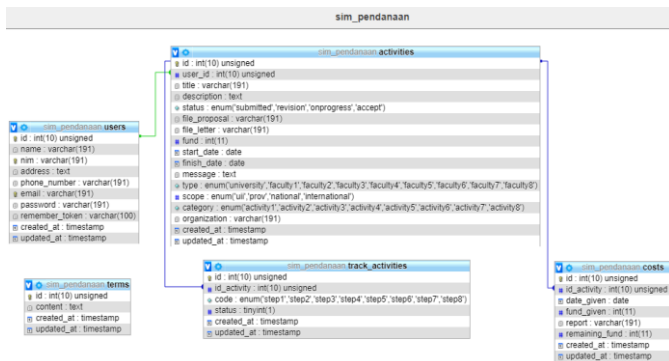 sim_pendanaan
sim_pendanaan.activities
id : int(10) unsigned
user_id : int(10) unsigned
title : varchar(191)
description : text
status : enum('submitted','revision','onprogress','accept')
file_proposal : varchar(191)
file_letter : varchar(191)
fund : int(11)
start_date : date
finish_date : date
message : text
type : enum('university','faculty1','faculty2','faculty3','faculty4','faculty5','faculty6','faculty7','faculty8')
scope : enum('uii','prov','national','international')
category : enum('activity1','activity2','activity3','activity4','activity5','activity6','activity7','activity8')
organization : varchar(191)
created_at : timestamp
updated_at : timestamp
sim_pendanaan.users
id : int(10) unsigned
name : varchar(191)
nim : varchar(191)
address : text
phone_number : varchar(191)
email : varchar(191)
password : varchar(191)
remember_token : varchar(100)
created_at : timestamp
updated_at : timestamp
sim_pendanaan.terms
id : int(10) unsigned
content : text
created_at : timestamp
updated_at : timestamp
sim_pendanaan.track_activities
id : int(10) unsigned
id_activity : int(10) unsigned
code : enum('step1','step2','step3','step4','step5','step6','step7','step8')
status : tinyint(1)
created_at : timestamp
updated_at : timestamp
sim_pendanaan.costs
id : int(10) unsigned
id_activity : int(10) unsigned
date_given : date
fund_given : int(11)
report : varchar(191)
remaining_fund : int(11)
created_at : timestamp
updated_at : timestamp